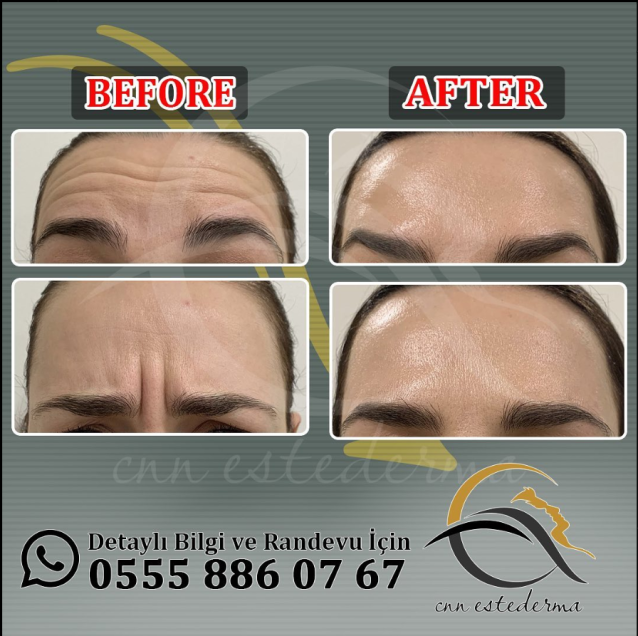 BEFORE
AFTER
cnn estederma
Detaylı Bilgi ve Randevu İçin
0555 886 07 67
cnn estederma